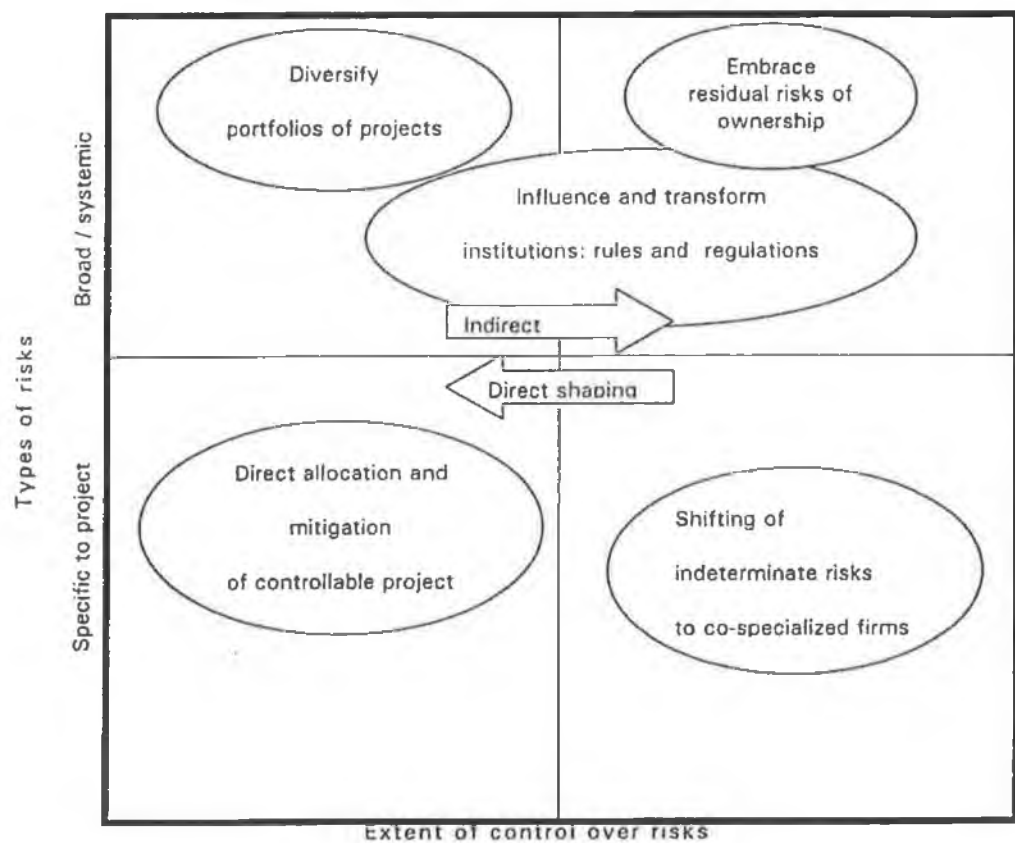 Diversify
portfolios of projects
Embrace
residual risks of
ownership
Influence and transform
institutions: rules and regulations
Indirect
Direct shaping
Direct allocation and
mitigation
of controllable project
Shifting of
indeterminate risks
to co-specialized firms
Types of risks
Broad / systemic
Specific to project
Extent of control over risks